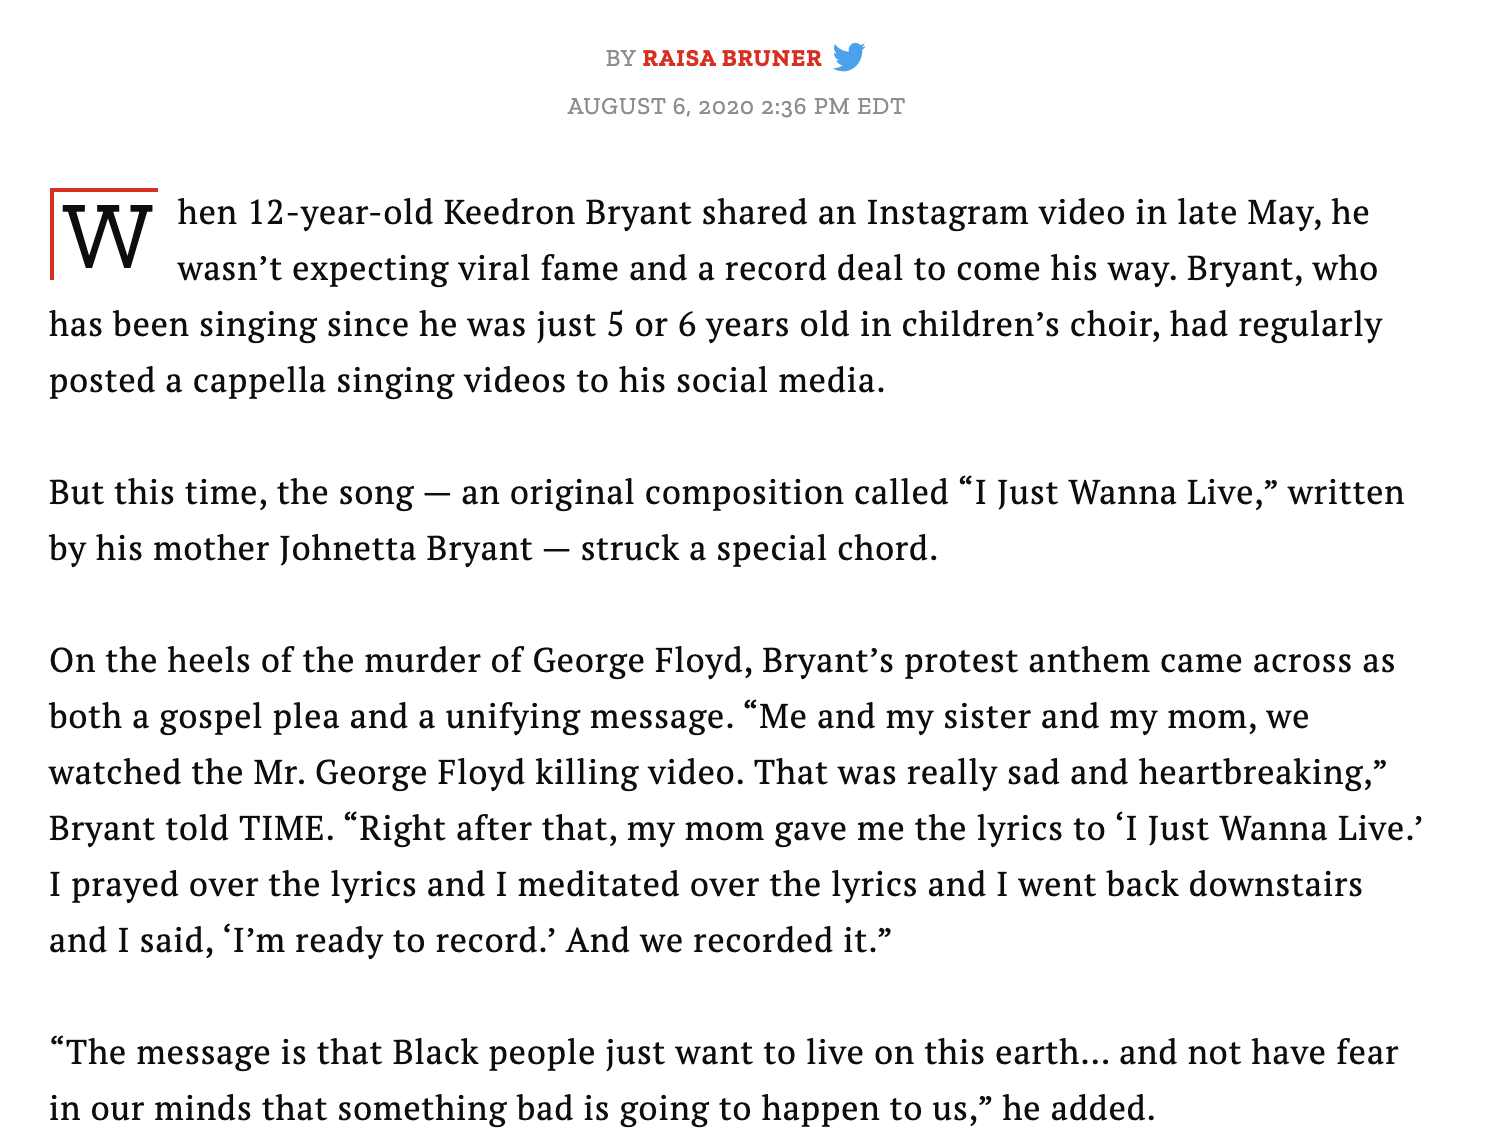 BY RAISA BRUNER
AUGUST 6, 2020 2:36 PM EDT
When 12-year-old Keedron Bryant shared an Instagram video in late May, he
wasn’t expecting viral fame and a record deal to come his way. Bryant, who
has been singing since he was just 5 or 6 years old in children’s choir, had regularly
posted a cappella singing videos to his social media.
But this time, the song — an original composition called “I Just Wanna Live,” written
by his mother Johnetta Bryant — struck a special chord.
On the heels of the murder of George Floyd, Bryant’s protest anthem came across as
both a gospel plea and a unifying message. “Me and my sister and my mom, we
watched the Mr. George Floyd killing video. That was really sad and heartbreaking,”
Bryant told TIME. “Right after that, my mom gave me the lyrics to ‘I Just Wanna Live.’
I prayed over the lyrics and I meditated over the lyrics and I went back downstairs
and I said, ‘I’m ready to record.’ And we recorded it.”
“The message is that Black people just want to live on this earth… and not have fear
in our minds that something bad is going to happen to us,” he added.